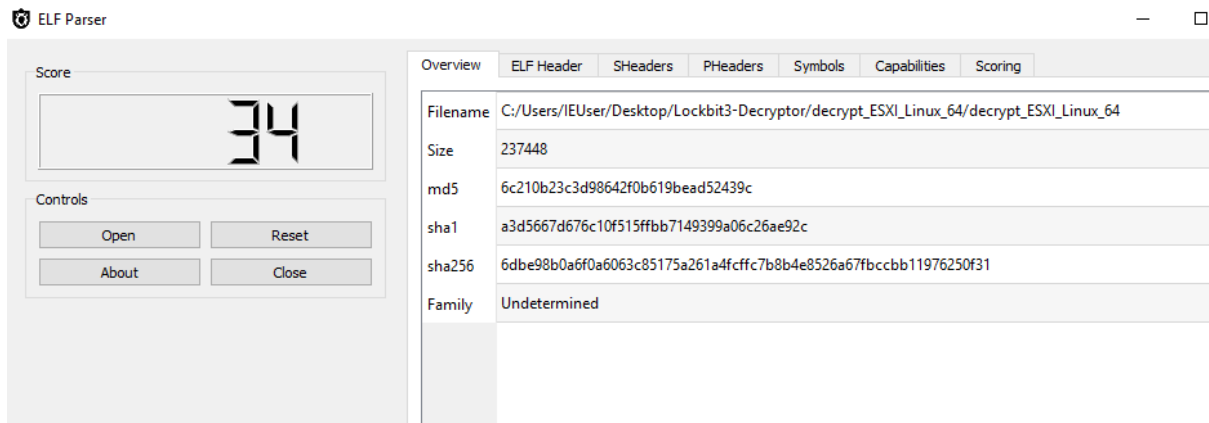 ELF Parser
Score
34
Controls
Open Reset
About Close
Overview ELF Header SHeaders PHeaders Symbols Capabilities Scoring
Filename C:/Users/IEUser/Desktop/Lockbit3-Decryptor/decrypt_ESXI_Linux_64/decrypt_ESXI_Linux_64
Size 237448
md5 6c210b23c3d98642f0b619bead52439c
sha1 a3d5667d676c10f515ffbb7149399a06c26ae92c
sha256 6dbe98b0a6f0a6063c85175a261a4fcffc7b8b4e8526a67fbccbb11976250f31
Family Undetermined